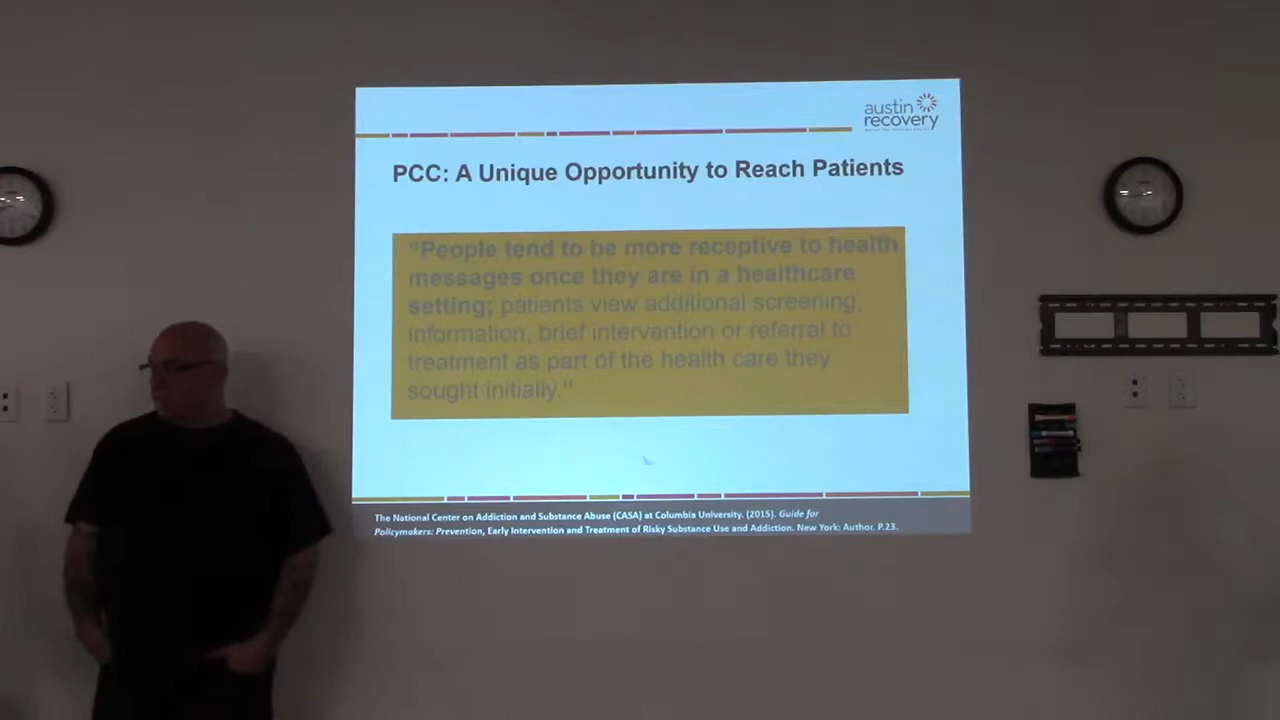 austin
recovery
PCC: A Unique Opportunity to Reach Patients
"People tend to be more receptive to health
messages once they are in a healthcare
setting; patients view additional screening,
information, brief intervention or referral to
treatment as part of the health care they
sought initially."
The National Center on Addiction and Substance Abuse (CASA) at Columbia University. (2015). Guide for
Policymakers: Prevention, Early Intervention and Treatment of Risky Substance Use and Addiction. New York: Author. P.23.